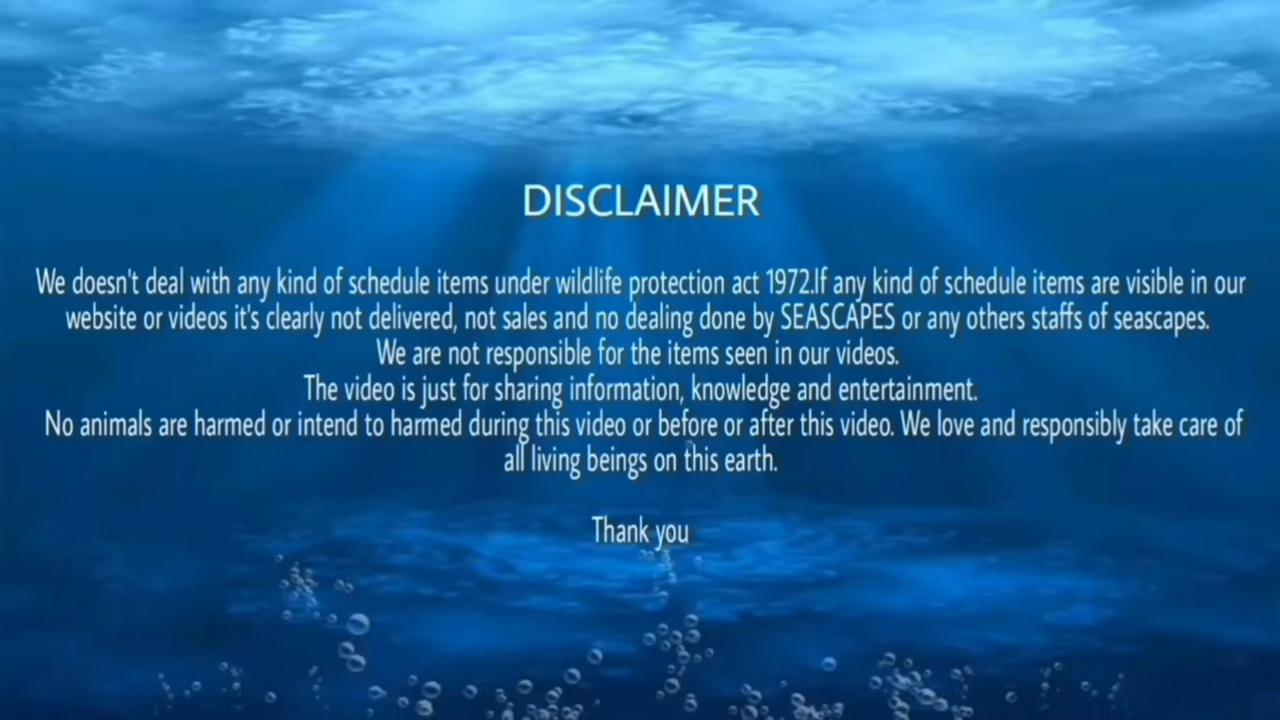 DISCLAIMER
We doesn't deal with any kind of schedule items under wildlife protection act 1972.If any kind of schedule items are visible in our
website or videos it's clearly not delivered, not sales and no dealing done by SEASCAPES or any others staffs of seascapes.
We are not responsible for the items seen in our videos.
The video is just for sharing information, knowledge and entertainment.
No animals are harmed or intend to harmed during this video or before or after this video. We love and responsibly take care of
all living beings on this earth.
Thank you